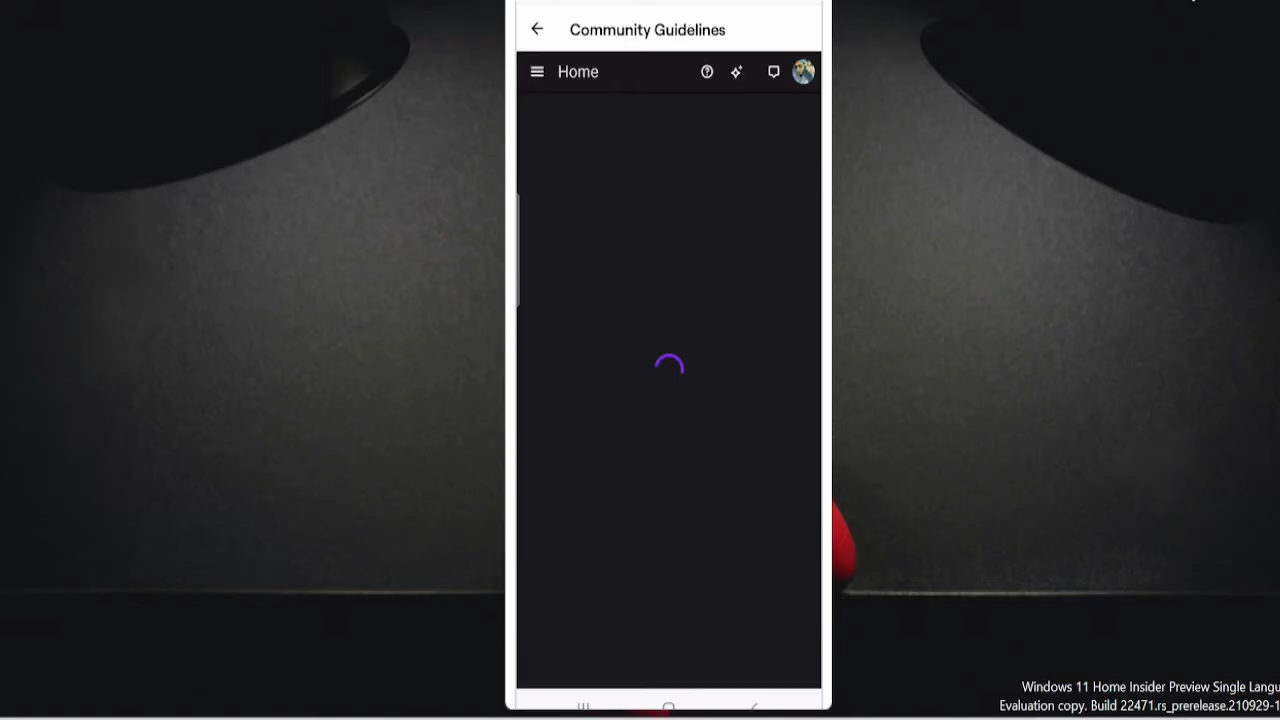 Community Guidelines
Home
Windows 11 Home Insider Preview Single Langu
Evaluation copy. Build 22471.rs_prerelease.210929-1